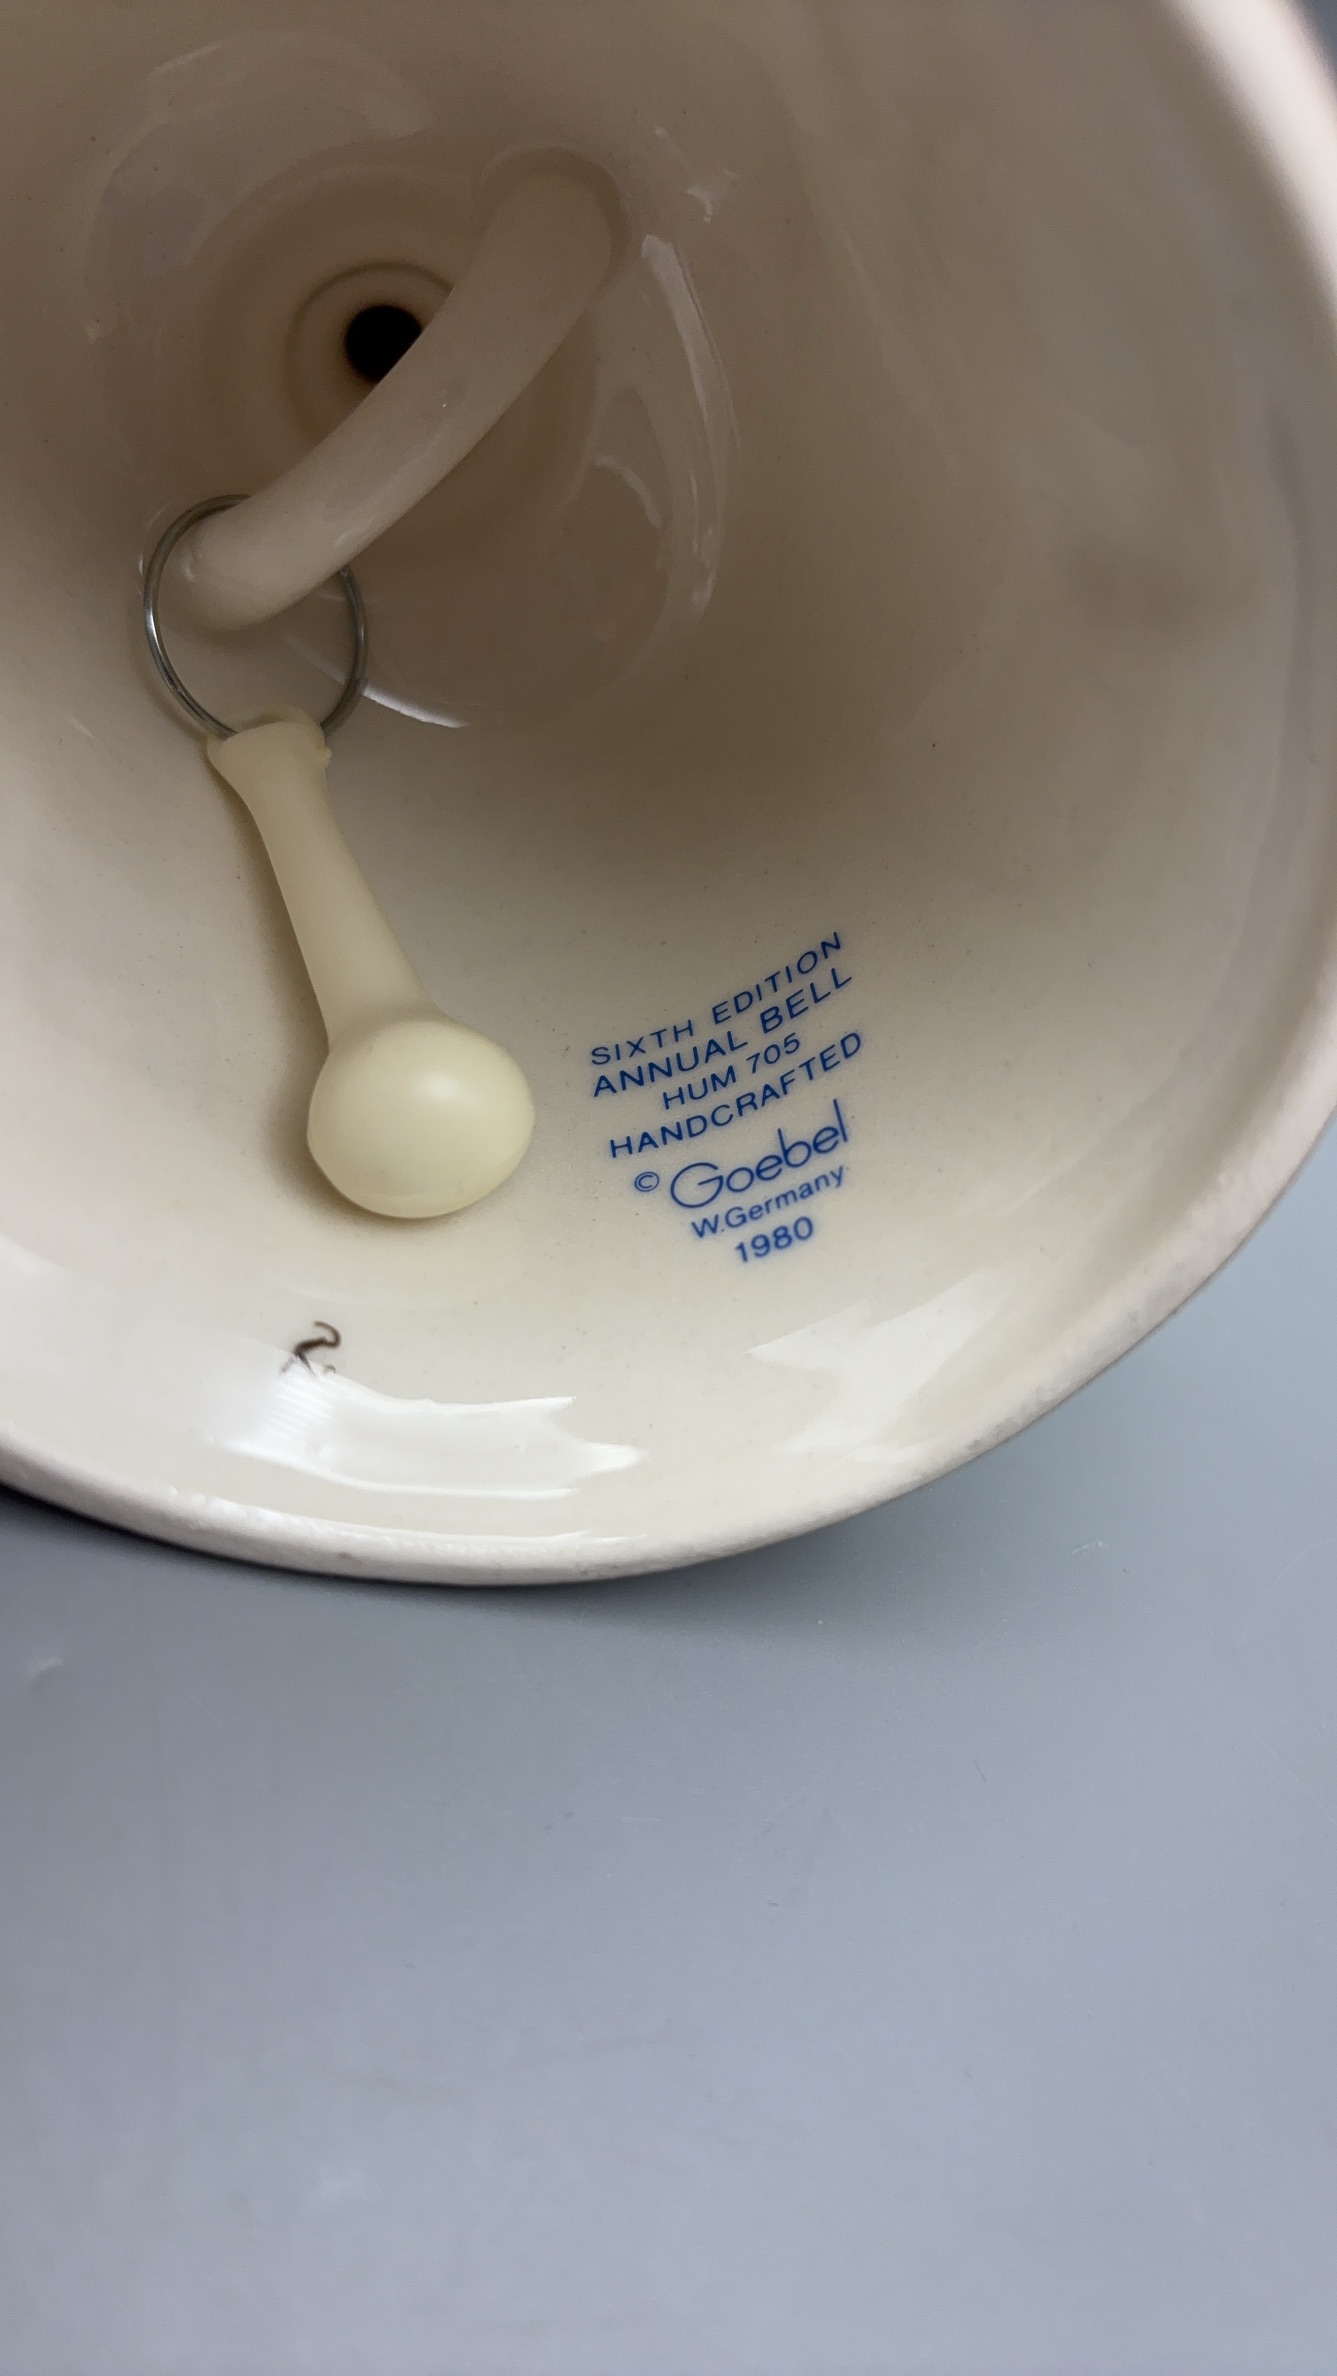 SIXTH EDITION
ANNUAL BELL
HUM 705
HANDCRAFTED
© Goebel
W.Germany
1980